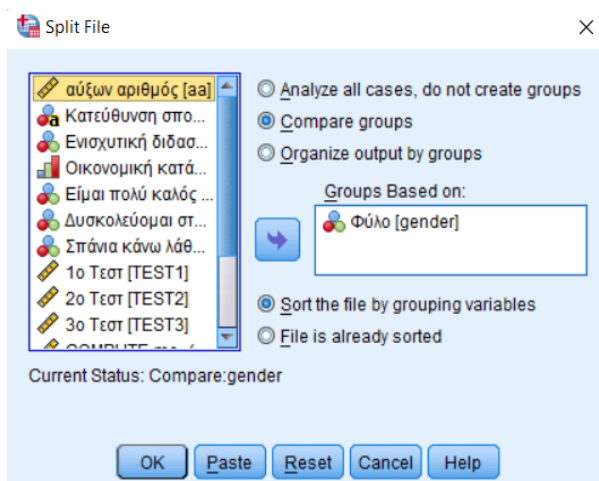 Split File
αύξων αριθμός [aa]
Κατεύθυνση σπο...
Ενισχυτική διδασ...
Οικονομική κατά...
Είμαι πολύ καλός ...
Δυσκολεύομαι στ...
Σπάνια κάνω λάθ...
1ο Τεστ [TEST1]
2ο Τεστ [TEST2]
3ο Τεστ [TEST3]
Analyze all cases, do not create groups
Compare groups
Organize output by groups
Groups Based on:
Φύλο [gender]
Sort the file by grouping variables
File is already sorted
Current Status: Compare:gender
OK
Paste
Reset
Cancel
Help